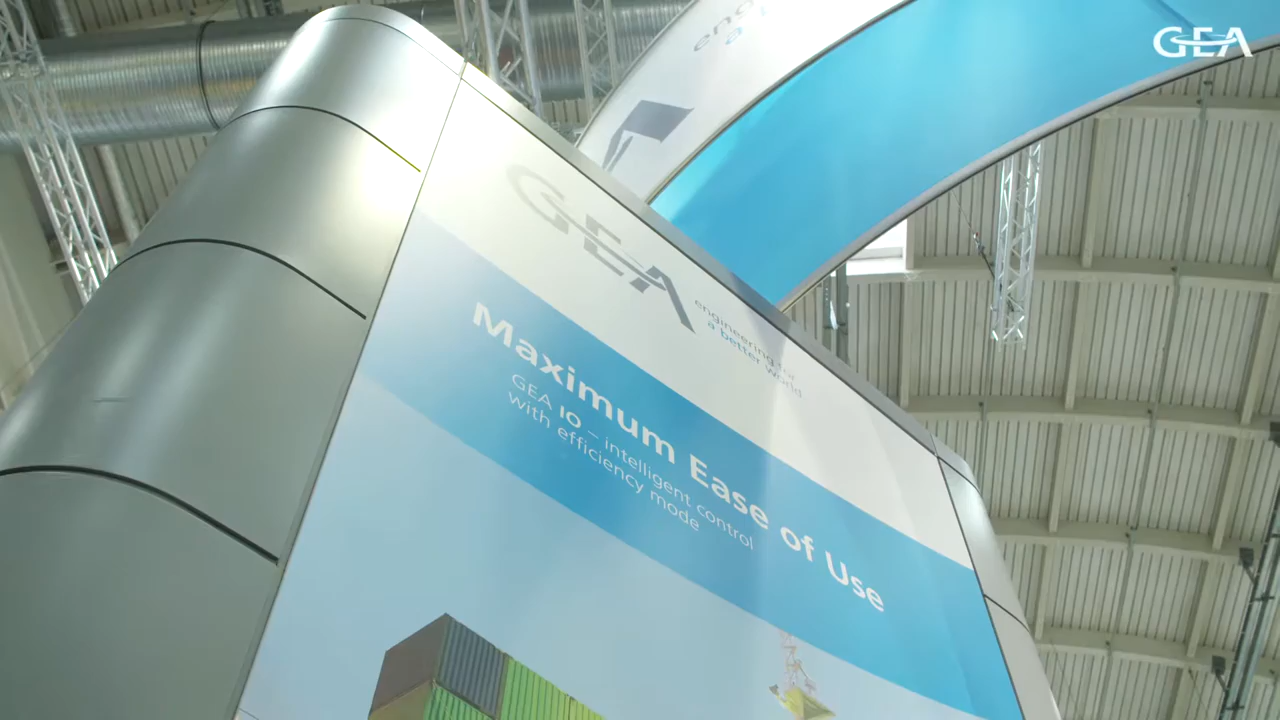 GEA
GEA
engineering for
a better world
Maximum Ease of Use
GEA IO – intelligent control
with efficiency mode